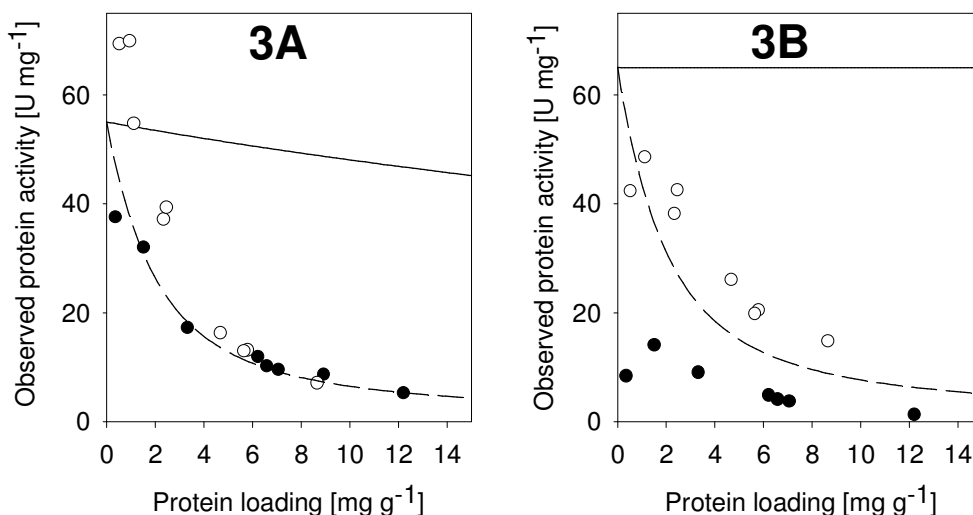 3A
Observed protein activity [U mg-1]
60
40
20
0
0 2 4 6 8 10 12 14
Protein loading [mg g-1]
3B
Observed protein activity [U mg-1]
60
40
20
0
0 2 4 6 8 10 12 14
Protein loading [mg g-1]